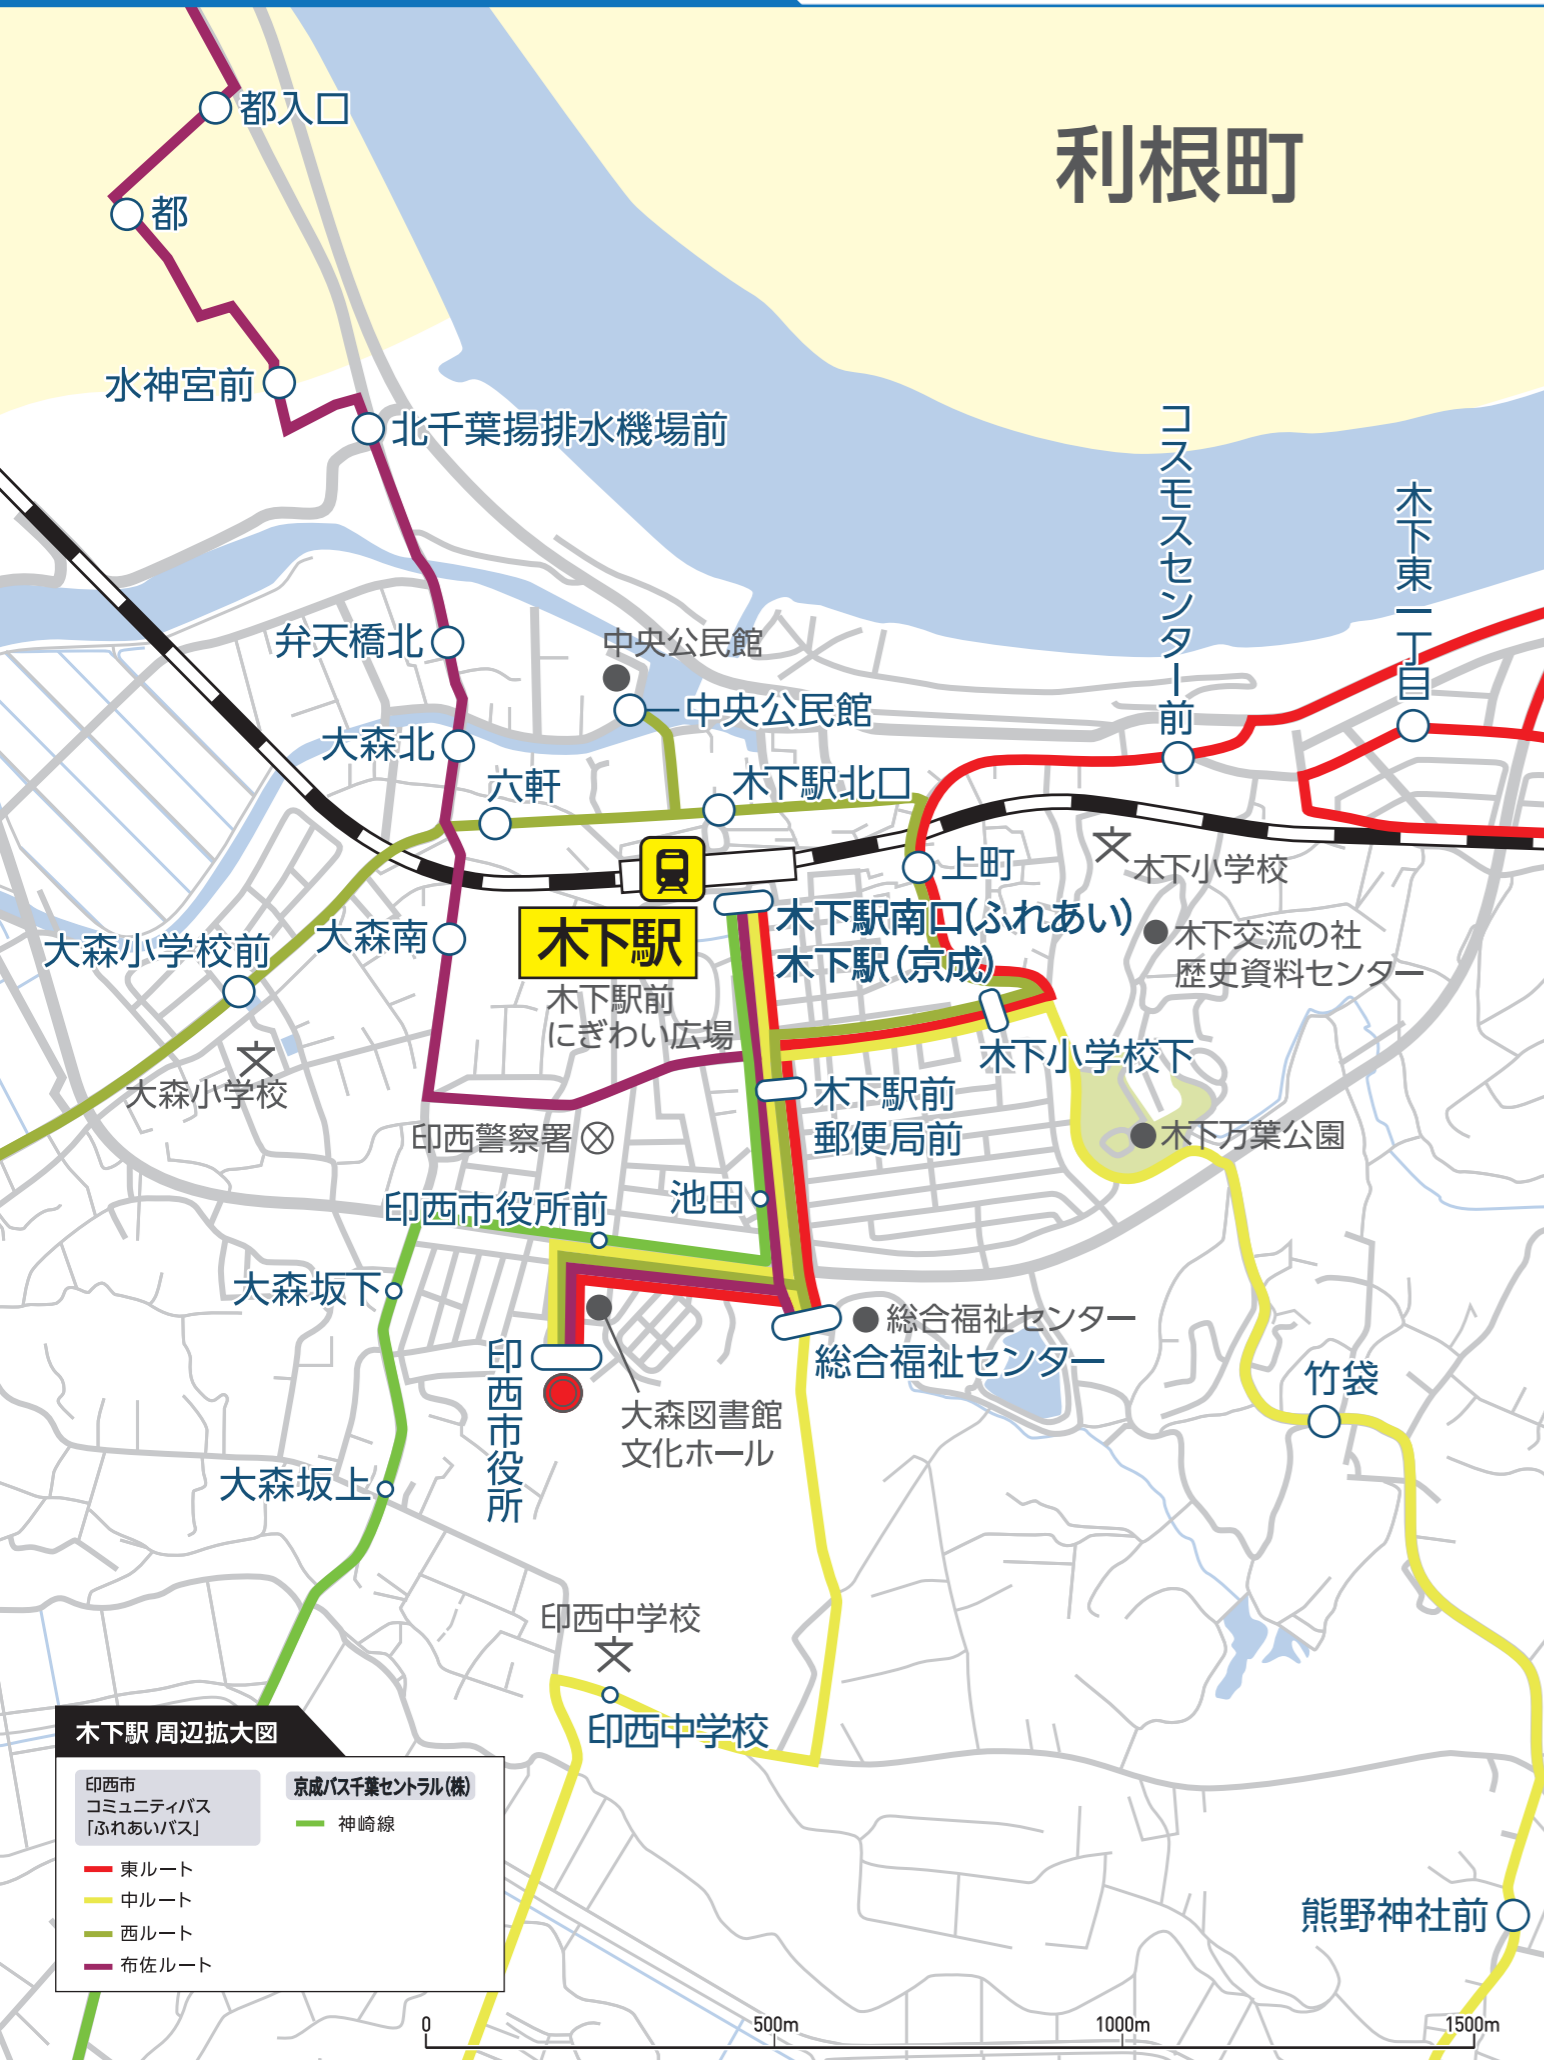 都入口
利根町
都
水神宮前
北千葉揚排水機場前
コスモスセンター前
木下東一丁目
弁天橋北
中央公民館
中央公民館
大森北
六軒
木下駅北口
上町
木下小学校
木下駅南口(ふれあい)
木下駅(京成)
木下駅
大森南
大森小学校前
木下交流の社
歴史資料センター
木下駅前
にぎわい広場
木下小学校下
大森小学校
木下駅前
郵便局前
印西警察署
木下万葉公園
池田
印西市役所前
大森坂下
総合福祉センター
総合福祉センター
印西市役所
大森図書館
文化ホール
竹袋
大森坂上
印西中学校
印西中学校
熊野神社前
木下駅 周辺拡大図
印西市
コミュニティバス
「ふれあいバス」
京成バス千葉セントラル(株)
神崎線
東ルート
中ルート
西ルート
布佐ルート
0 500m 1000m 1500m